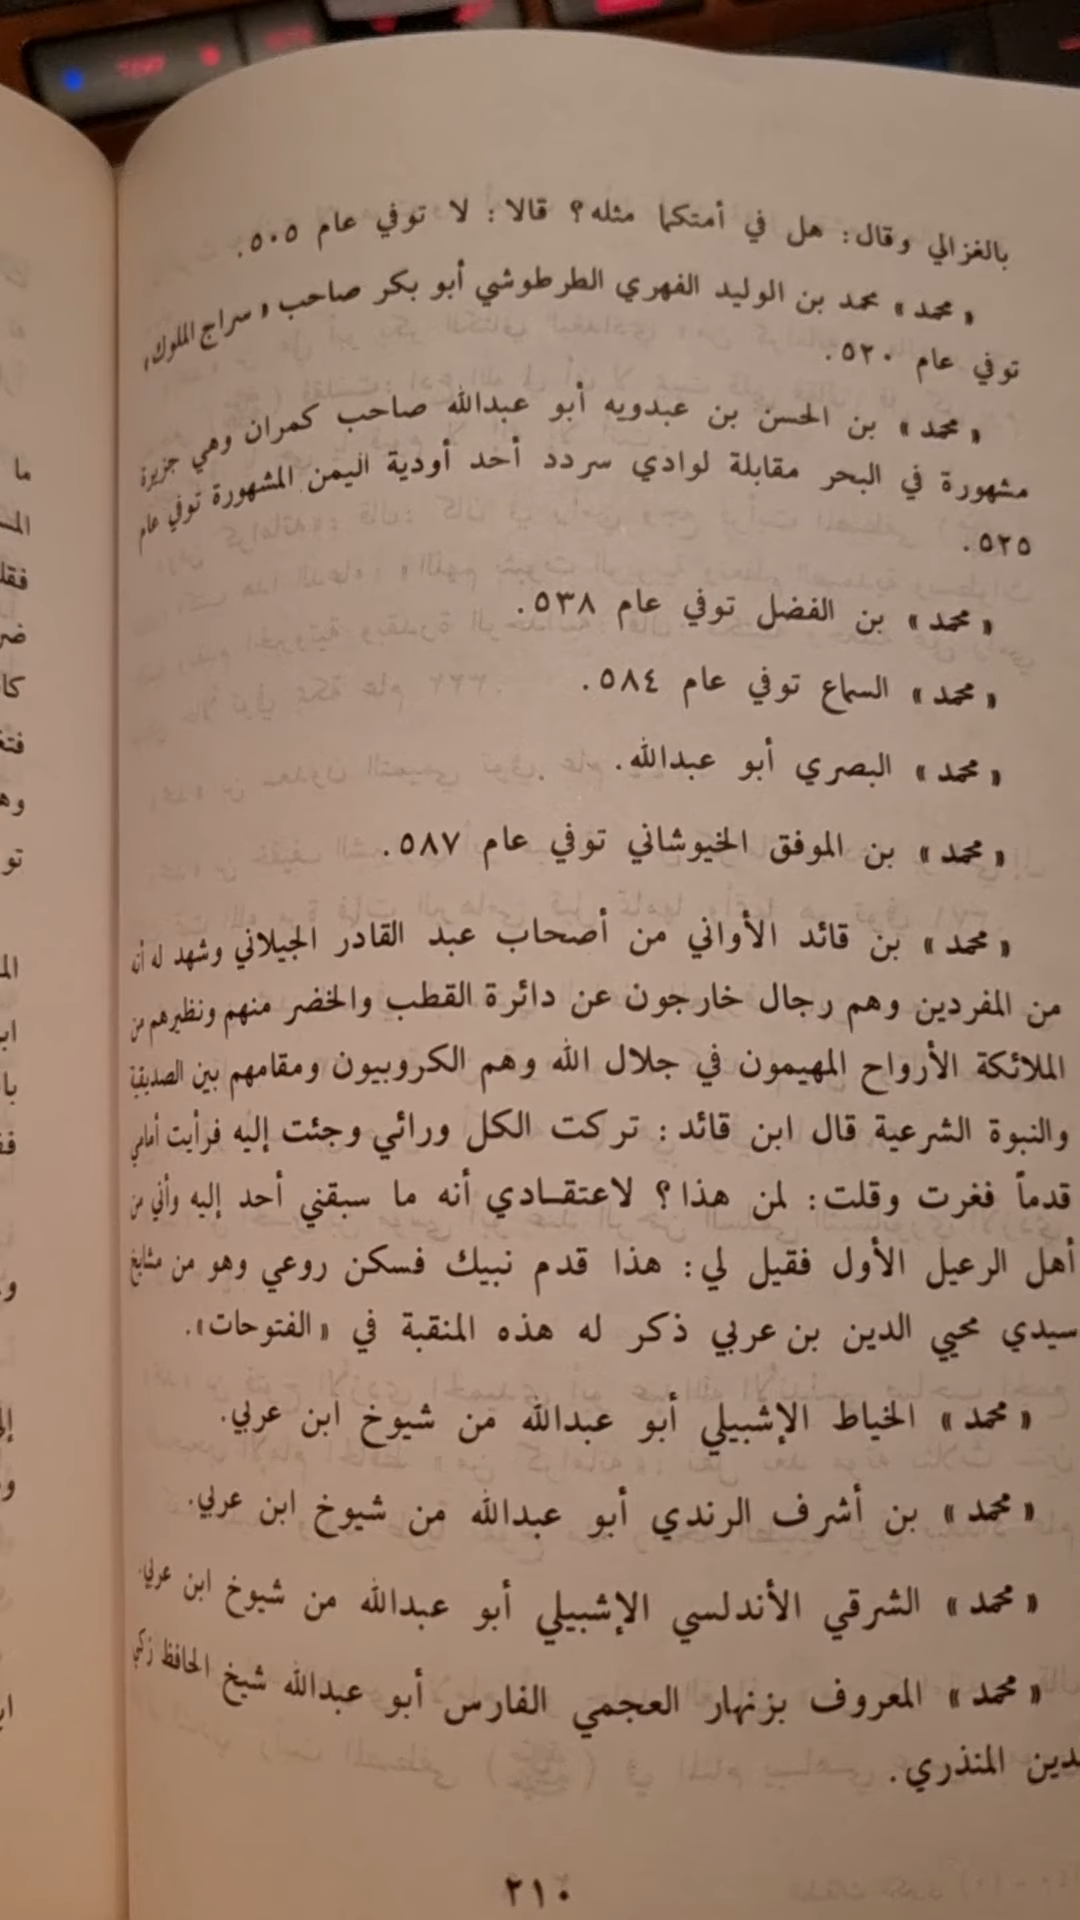 بالغزالي وقال: هل في أمتكما مثله؟ قالا: لا توفي عام ٥٠٥.
« محمد » محمد بن الوليد الفهري الطرطوشي أبو بكر صاحب « سراج الملوك »
توفي عام ٥٢٠.
« محمد » بن الحسن بن عبدويه أبو عبدالله صاحب كمران وهي جزيرة
مشهورة في البحر مقابلة لوادي سردد أحد أودية اليمن المشهورة توفي عام
٥٢٥.
« محمد » بن الفضل توفي عام ٥٣٨.
« محمد » السماع توفي عام ٥٨٤.
« محمد » البصري أبو عبدالله.
« محمد » بن الموفق الخيوشاني توفي عام ٥٨٧.
« محمد » بن قائد الأواني من أصحاب عبد القادر الجيلاني وشهد له أنه
من المفردين وهم رجال خارجون عن دائرة القطب والخضر منهم ونظيرهم من
الملائكة الأرواح المهيمون في جلال الله وهم الكروبيون ومقامهم بين الصديقية
والنبوة الشرعية قال ابن قائد: تركت الكل ورائي وجئت إليه فرأيت أمامي
قدماً فغرت وقلت: لمن هذا؟ لاعتقادي أنه ما سبقني أحد إليه وأني من
أهل الرعيل الأول فقيل لي: هذا قدم نبيك فسكن روعي وهو من مشايخ
سيدي محيي الدين بن عربي ذكر له هذه المنقبة في « الفتوحات».
« محمد » الخياط الإشبيلي أبو عبدالله من شيوخ ابن عربي.
« محمد » بن أشرف الرندي أبو عبدالله من شيوخ ابن عربي.
« محمد » الشرقي الأندلسي الإشبيلي أبو عبدالله من شيوخ ابن عربي.
« محمد » المعروف بزنهار العجمي الفارس أبو عبدالله شيخ الحافظ زكي
لدين المنذري.
٢١٠